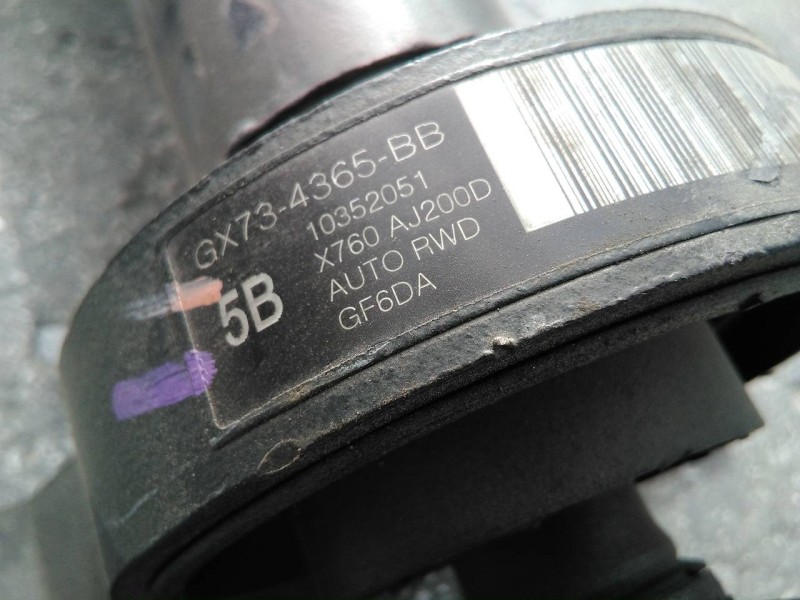 GX73-4365-BB
10352051
5B
X760 AJ200D
AUTO RWD
GF6DA